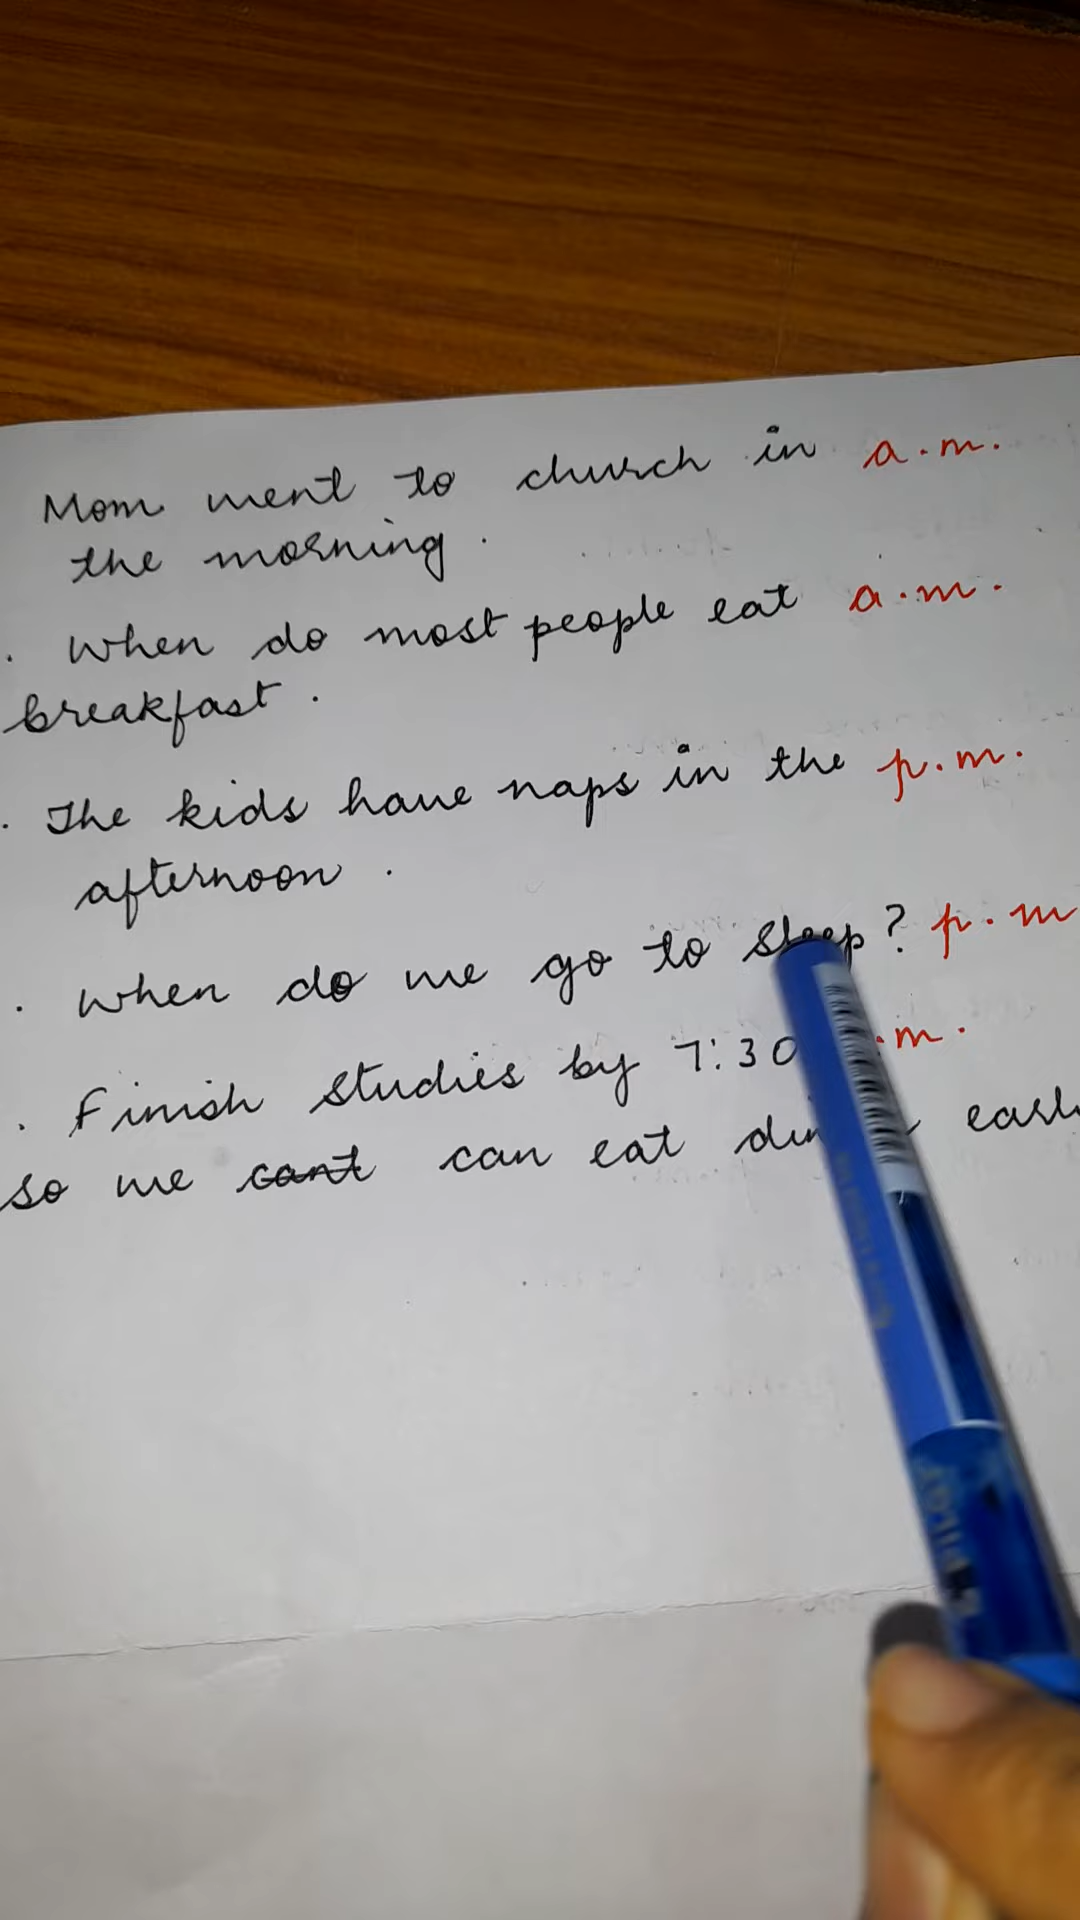 Mom went to church in a.m.
the morning.
. When do most people eat a.m.
breakfast.
. The kids have naps in the p.m.
afternoon.
. When do we go to sleep? p.m
. Finish studies by 7:30 .m.
so we cant can eat
PILOT